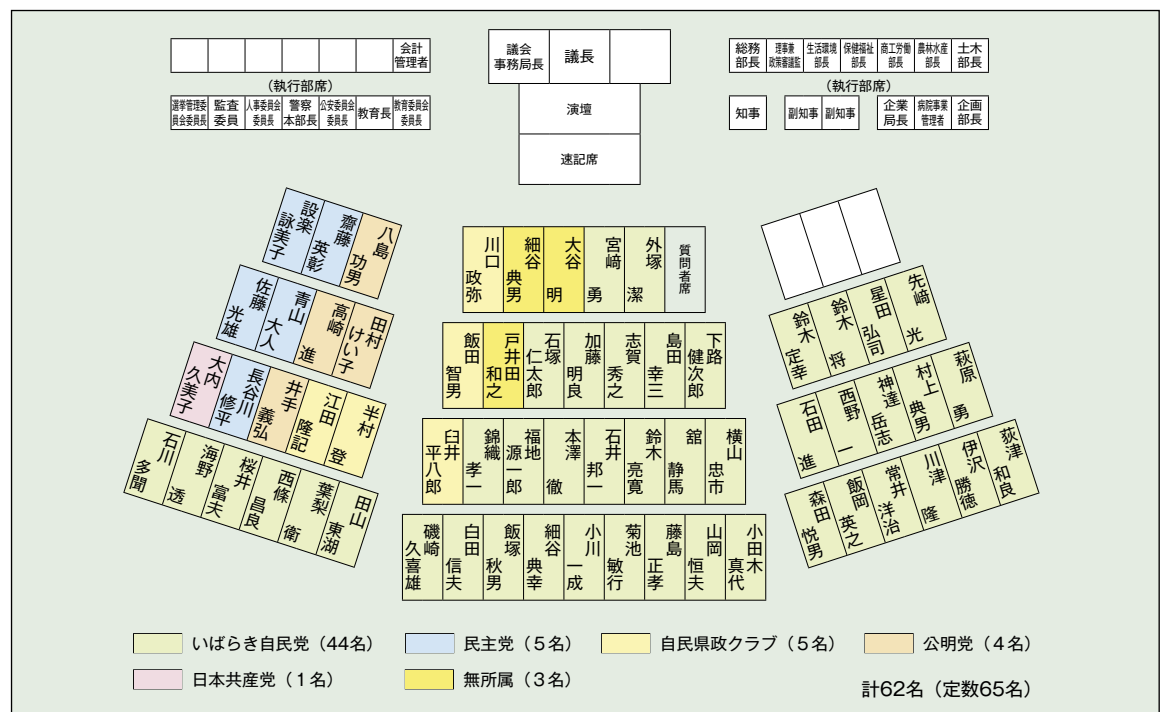 会計管理者
(執行部席)
選挙管理委員会委員長
監査委員
人事委員会委員長
警察本部長
公安委員会委員長
教育長
教育委員会委員長
議会事務局長
議長
演壇
速記席
総務部長
理事兼政策審議監
生活環境部長
保健福祉部長
商工労働部長
農林水産部長
土木部長
(執行部席)
知事
副知事
副知事
企業局長
病院事業管理者
企画部長
設楽 詠美子
齋藤 英彰
八島 功男
佐藤 光雄
青山 大人
高崎 進
田村 けい子
大内 久美子
長谷川 修平
井手 義弘
江田 隆記
半村 登
石川 多聞
海野 透
桜井 富夫
西條 昌良
葉梨 衛
田山 東湖
川口 政弥
細谷 典男
大谷 明
宮﨑 勇
外塚 潔
質問者席
飯田 智男
戸井田 和之
石塚 仁太郎
加藤 明良
志賀 秀之
島田 幸三
下路 健次郎
臼井 平八郎
錦織 孝一
福地 源一郎
本澤 徹
石井 邦一
鈴木 亮寛
舘 静馬
横山 忠市
磯崎 久喜雄
白田 信夫
飯塚 秋男
細谷 典幸
小川 一成
菊池 敏行
藤島 正孝
山岡 恒夫
小田木 真代
鈴木 定幸
鈴木 将
星田 弘司
先﨑 光
石田 進
西野 一
神達 岳志
村上 典男
萩原 勇
森田 悦男
飯岡 英之
常井 洋治
川津 隆
伊沢 勝徳
荻津 和良
いばらき自民党（44名）
民主党（5名）
自民県政クラブ（5名）
公明党（4名）
日本共産党（1名）
無所属（3名）
計62名（定数65名）